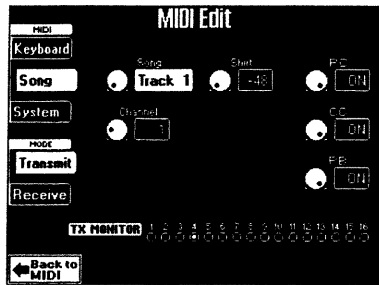 MIDI Edit
MIDI
Keyboard
Song
System
MODE
Transmit
Receive
Song
Track 1
Shift
-48
P.C.
ON
Channel
1
C.C.
ON
P.B.
ON
TX MONITOR 1 2 3 4 5 6 7 8 9 10 11 12 13 14 15 16
Back to
MIDI